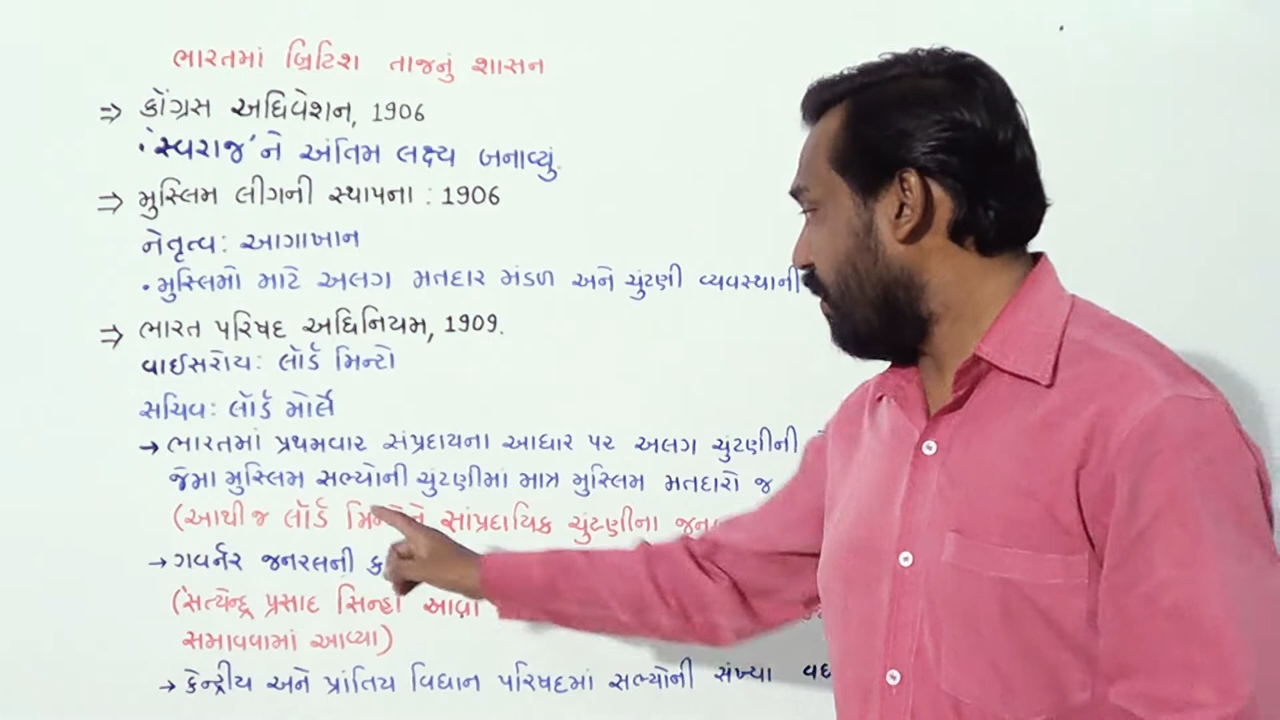 ભારતમાં બ્રિટિશ તાજનું શાસન
⇒ કોંગ્રસ અધિવેશન, 1906
• 'સ્વરાજ'ને અંતિમ લક્ષ્ય બનાવ્યું.
⇒ મુસ્લિમ લીગની સ્થાપના : 1906
નેતૃત્વ: આગાખાન
• મુસ્લિમો માટે અલગ મતદાર મંડળ અને ચુંટણી વ્યવસ્થાની
⇒ ભારત પરિષદ અધિનિયમ, 1909.
વાઈસરોય: લૉર્ડ મિન્ટો
સચિવ: લૉર્ડ મોર્લે
→ ભારતમાં પ્રથમવાર સંપ્રદાયના આધાર પર અલગ ચુંટણીની
જેમા મુસ્લિમ સભ્યોની ચુંટણીમાં માત્ર મુસ્લિમ મતદારો જ
(આથી જ લૉર્ડ સાંપ્રદાયિક ચુંટણીના
→ ગવર્નર જનરલની
(સત્યેન્દ્ર પ્રસાદ સિન્હા
સમાવવામાં આવ્યા)
→ કેન્દ્રીય અને પ્રાંતિય વિધાન પરિષદમાં સભ્યોની સંખ્યા